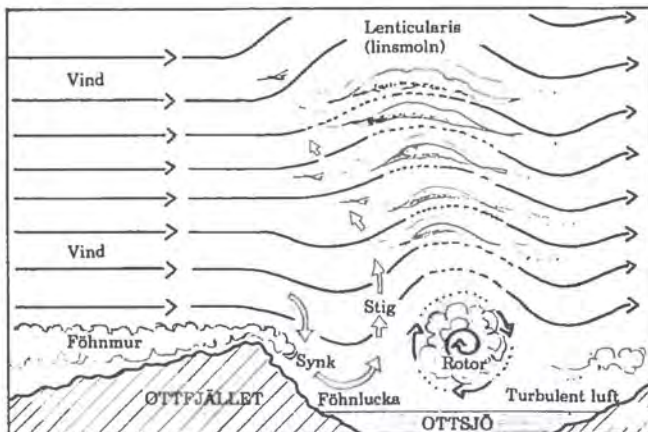 Lenticularis
(linsmoln)
Vind
Vind
Stig
Föhnmur
Synk
Rotor
OTTFJÄLLET
Föhnlucka
Turbulent luft
OTTSJÖ